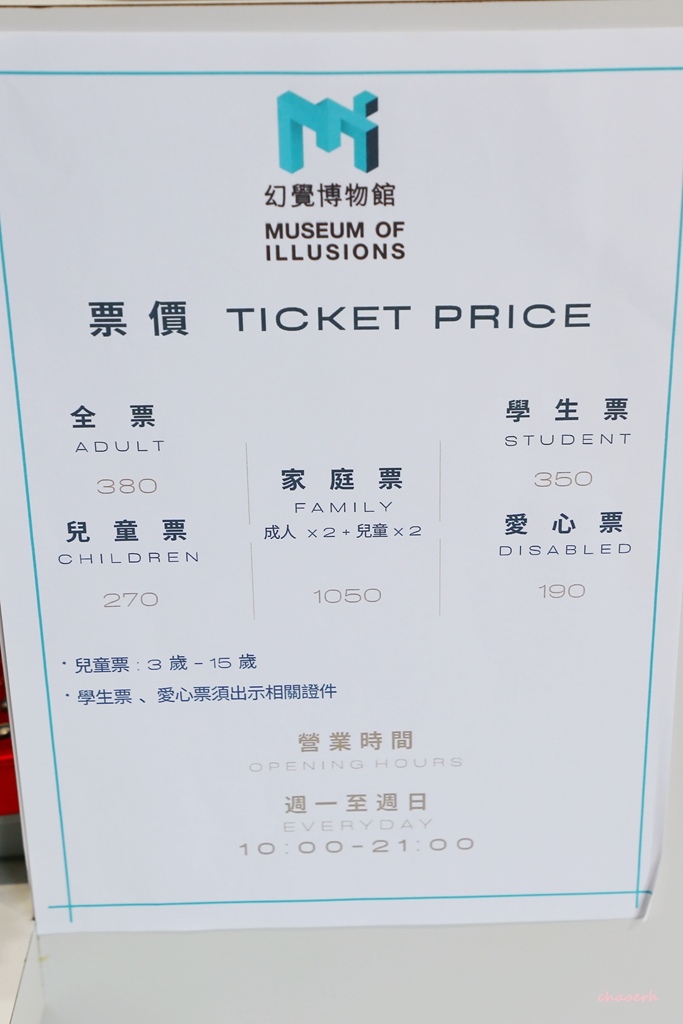 幻覺博物館
MUSEUM OF
ILLUSIONS
票價 TICKET PRICE
全票
ADULT
380
兒童票
CHILDREN
270
家庭票
FAMILY
成人 x2+兒童x2
1050
學生票
STUDENT
350
愛心票
DISABLED
190
·兒童票:3 歲-15 歲
·學生票、愛心票須出示相關證件
營業時間
OPENING HOURS
週一至週日
EVERYDAY
10:00-21:00
chaserh